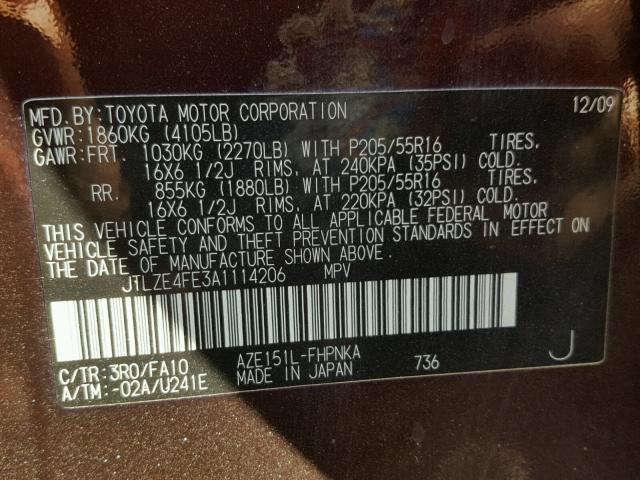 MFD.BY:TOYOTA MOTOR CORPORATION 12/09
GVWR:1860KG (4105LB)
GAWR:FRT. 1030KG (2270LB) WITH P205/55R16 TIRES,
16X6 1/2J RIMS, AT 240KPA (35PSI) COLD.
RR. 855KG (1880LB) WITH P205/55R16 TIRES,
16X6 1/2J RIMS, AT 220KPA (32PSI) COLD.
THIS VEHICLE CONFORMS TO ALL APPLICABLE FEDERAL MOTOR
VEHICLE SAFETY AND THEFT PREVENTION STANDARDS IN EFFECT ON
THE DATE OF MANUFACTURE SHOWN ABOVE.
JTLZE4FE3A1114206 MPV
C/TR:3R0/FA10 AZE151L-FHPNKA
A/TM:-02A/U241E MADE IN JAPAN 736 J